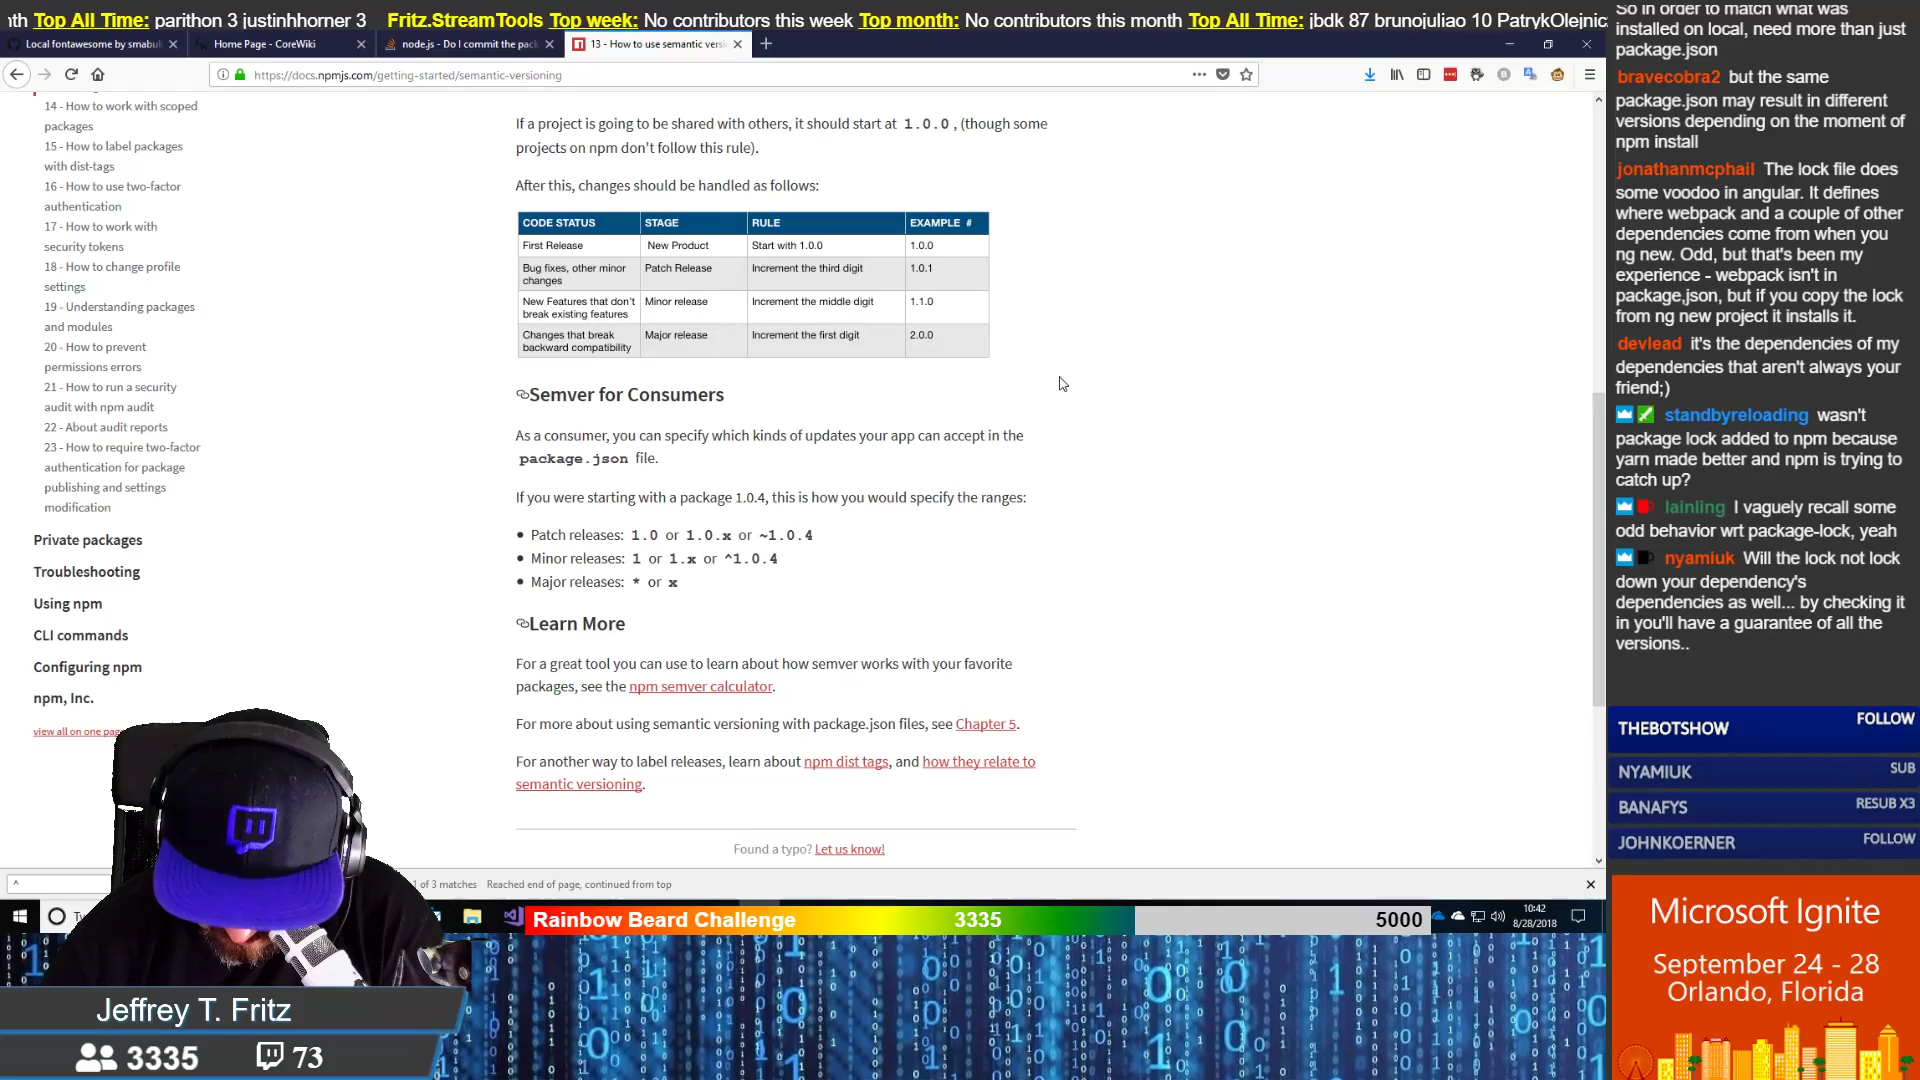 nth Top All Time: parithon 3 justinhhorner 3 Fritz.StreamTools Top week: No contributors this week Top month: No contributors this month Top All Time: jbdk 87 brunojuliao 10 PatrykOlejnic
Local fontawesome by smabu
Home Page - CoreWiki
node.js - Do I commit the pac
13 - How to use semantic versi
https://docs.npmjs.com/getting-started/semantic-versioning
14 - How to work with scoped
packages
15 - How to label packages
with dist-tags
16 - How to use two-factor
authentication
17 - How to work with
security tokens
18 - How to change profile
settings
19 - Understanding packages
and modules
20 - How to prevent
permissions errors
21 - How to run a security
audit with npm audit
22 - About audit reports
23 - How to require two-factor
authentication for package
publishing and settings
modification
Private packages
Troubleshooting
Using npm
CLI commands
Configuring npm
npm, Inc.
view all on one pag
If a project is going to be shared with others, it should start at 1.0.0, (though some
projects on npm don't follow this rule).
After this, changes should be handled as follows:
CODE STATUS STAGE RULE EXAMPLE #
First Release New Product Start with 1.0.0 1.0.0
Bug fixes, other minor
changes Patch Release Increment the third digit 1.0.1
New Features that don't
break existing features Minor release Increment the middle digit 1.1.0
Changes that break
backward compatibility Major release Increment the first digit 2.0.0
Semver for Consumers
As a consumer, you can specify which kinds of updates your app can accept in the
package.json file.
If you were starting with a package 1.0.4, this is how you would specify the ranges:
• Patch releases: 1.0 or 1.0.x or ~1.0.4
• Minor releases: 1 or 1.x or ^1.0.4
• Major releases: * or x
Learn More
For a great tool you can use to learn about how semver works with your favorite
packages, see the npm semver calculator.
For more about using semantic versioning with package.json files, see Chapter 5.
For another way to label releases, learn about npm dist tags, and how they relate to
semantic versioning.
Found a typo? Let us know!
^
1 of 3 matches Reached end of page, continued from top
Ty
Rainbow Beard Challenge 3335 5000
10:42
8/28/2018
Jeffrey T. Fritz
3335 73
So in order to match what was
installed on local, need more than just
package.json
bravecobra2 but the same
package.json may result in different
versions depending on the moment of
npm install
jonathanmcphail The lock file does
some voodoo in angular. It defines
where webpack and a couple of other
dependencies come from when you
ng new. Odd, but that's been my
experience - webpack isn't in
package,json, but if you copy the lock
from ng new project it installs it.
devlead it's the dependencies of my
dependencies that aren't always your
friend;)
standbyreloading wasn't
package lock added to npm because
yarn made better and npm is trying to
catch up?
lainling I vaguely recall some
odd behavior wrt package-lock, yeah
nyamiuk Will the lock not lock
down your dependency's
dependencies as well... by checking it
in you'll have a guarantee of all the
versions..
THEBOTSHOW FOLLOW
NYAMIUK SUB
BANAFYS RESUB X3
JOHNKOERNER FOLLOW
Microsoft Ignite
September 24 - 28
Orlando, Florida